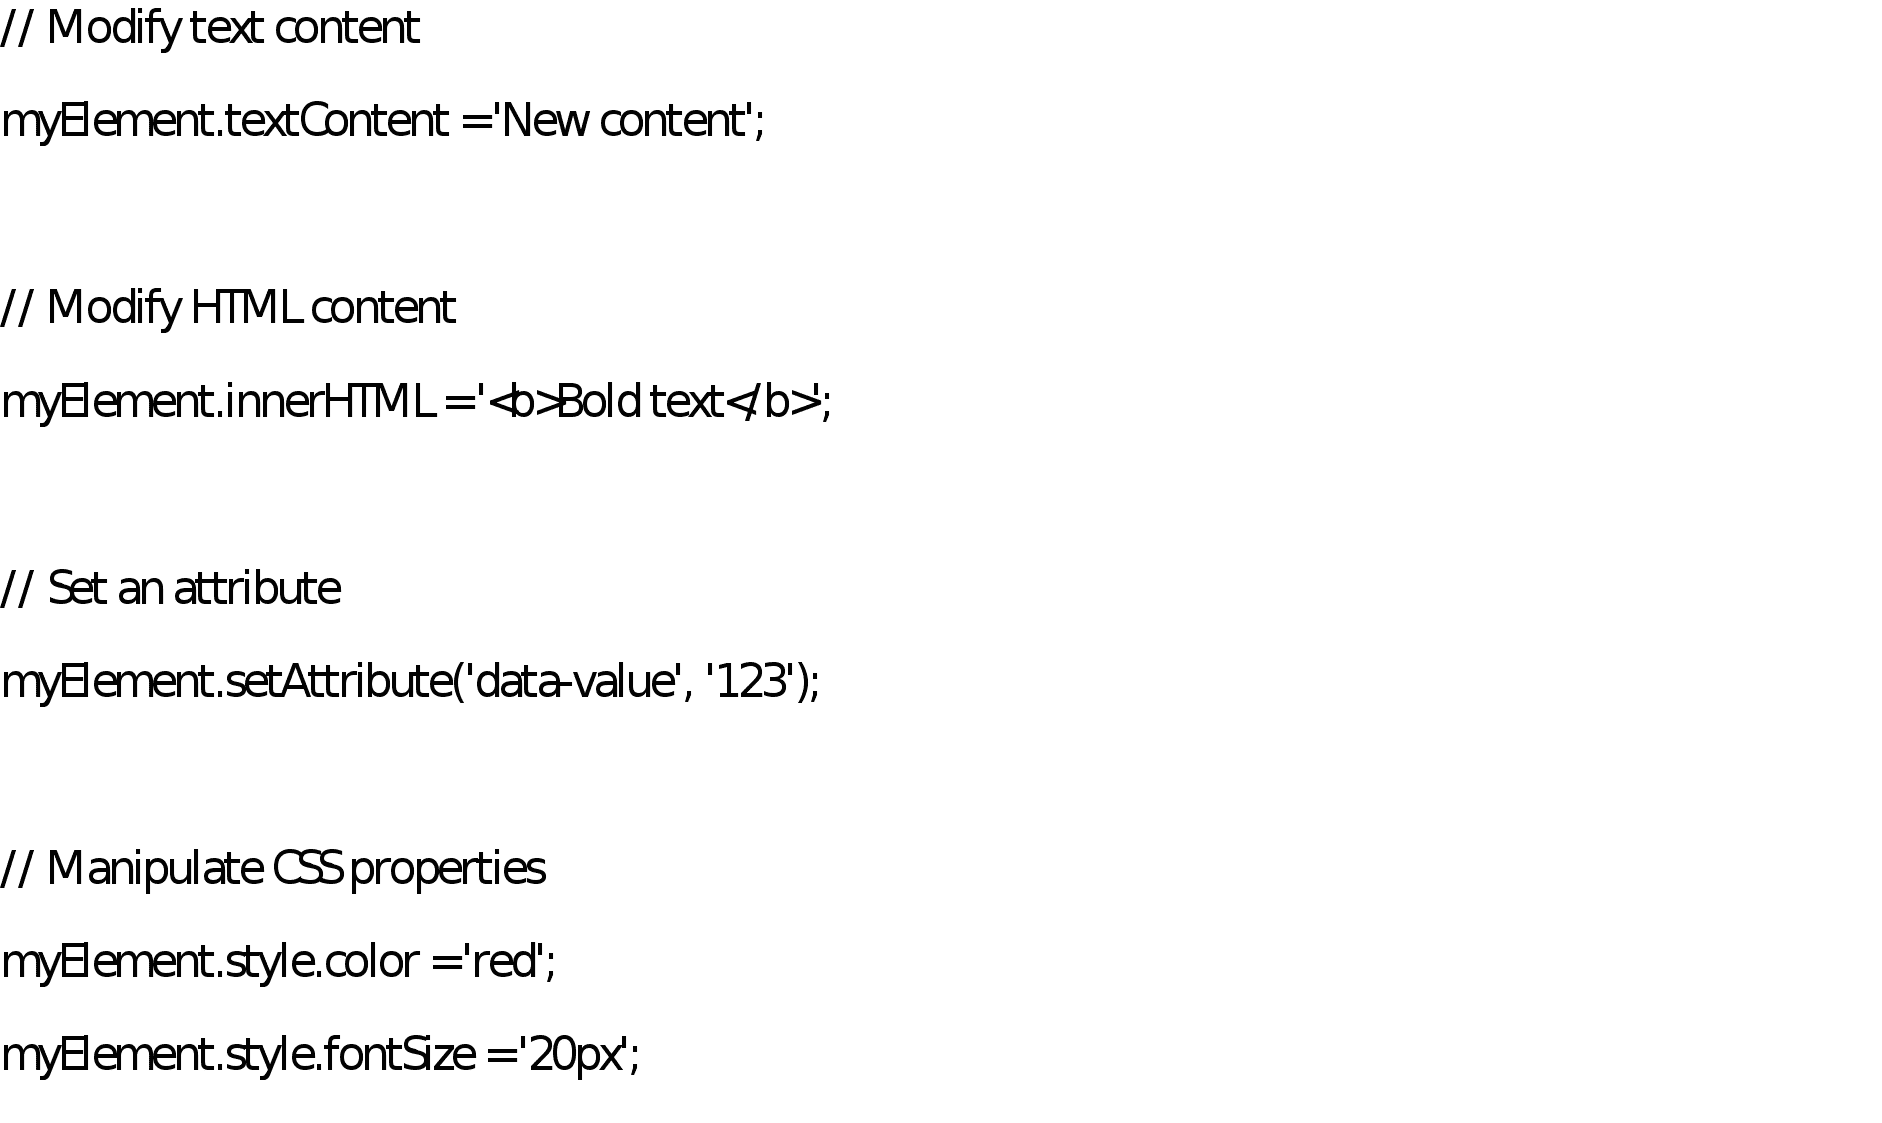 // Modify text content
myElement.textContent ='New content';
// Modify HTML content
myElement.innerHTML ='<b>Bold text</b>';
// Set an attribute
myElement.setAttribute('data-value', '123');
// Manipulate CSS properties
myElement.style.color ='red';
myElement.style.fontSize ='20px';